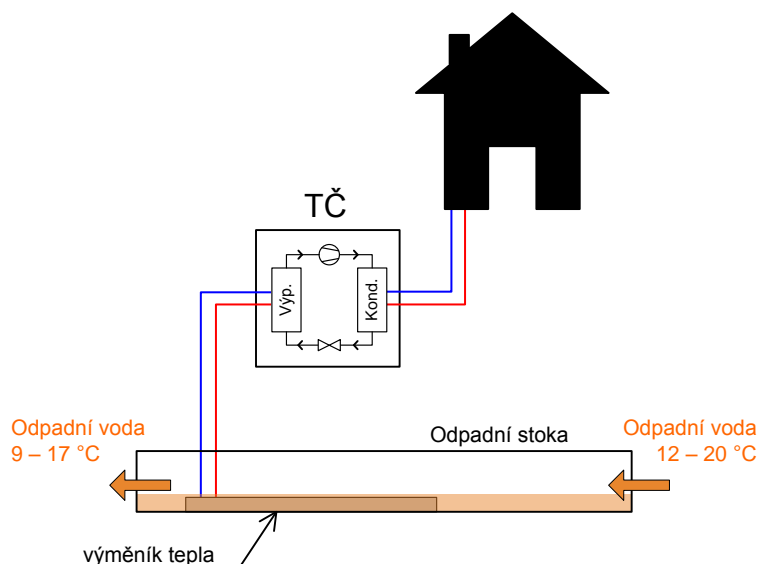 TČ
Výp.
Kond.
Odpadní voda
9 – 17 °C
Odpadní stoka
Odpadní voda
12 – 20 °C
výměník tepla